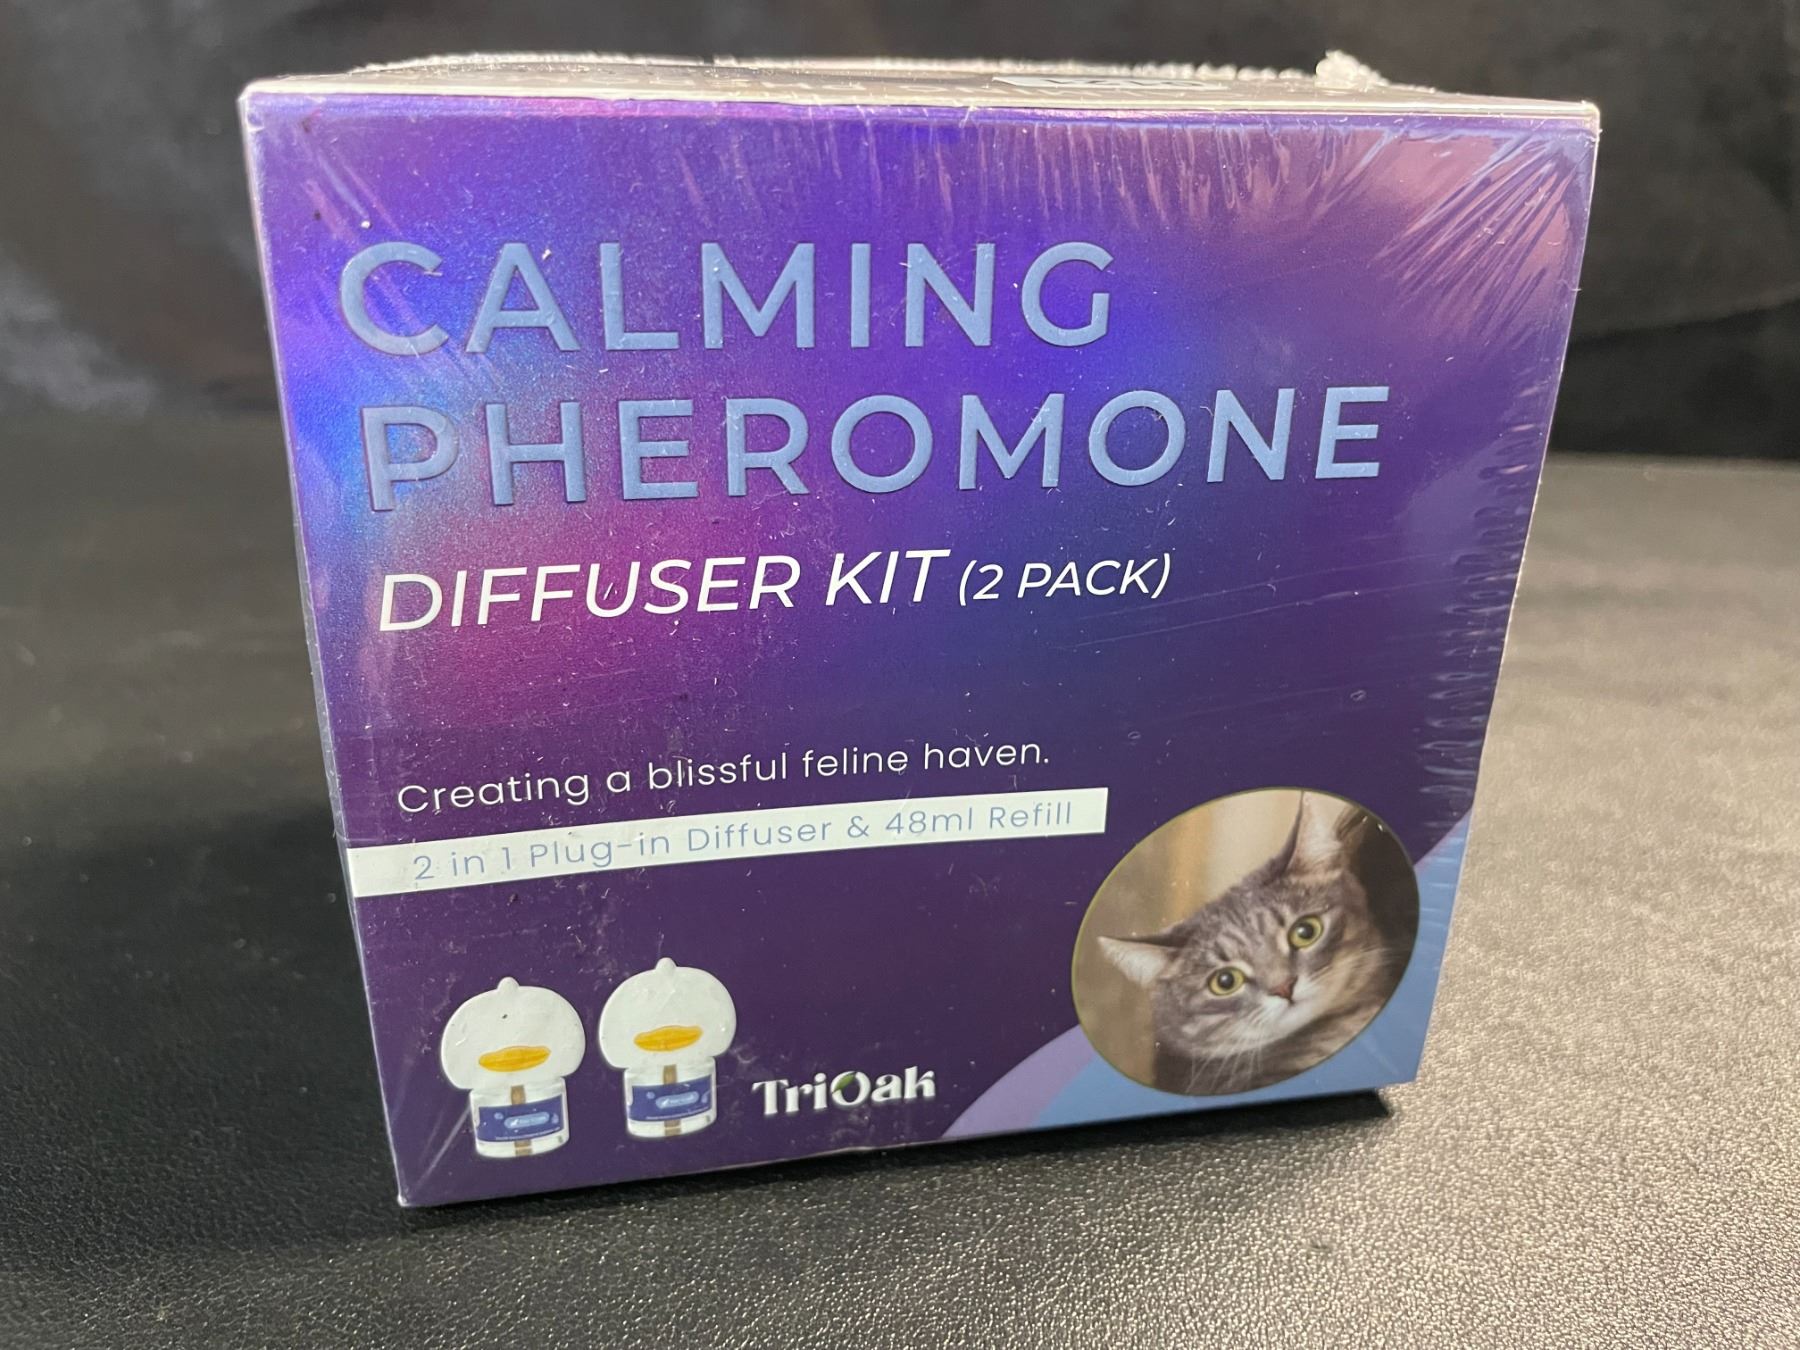 CALMING
PHEROMONE
DIFFUSER KIT (2 PACK)
Creating a blissful feline haven.
2 in 1 Plug-in Diffuser & 48ml Refill
TriOak